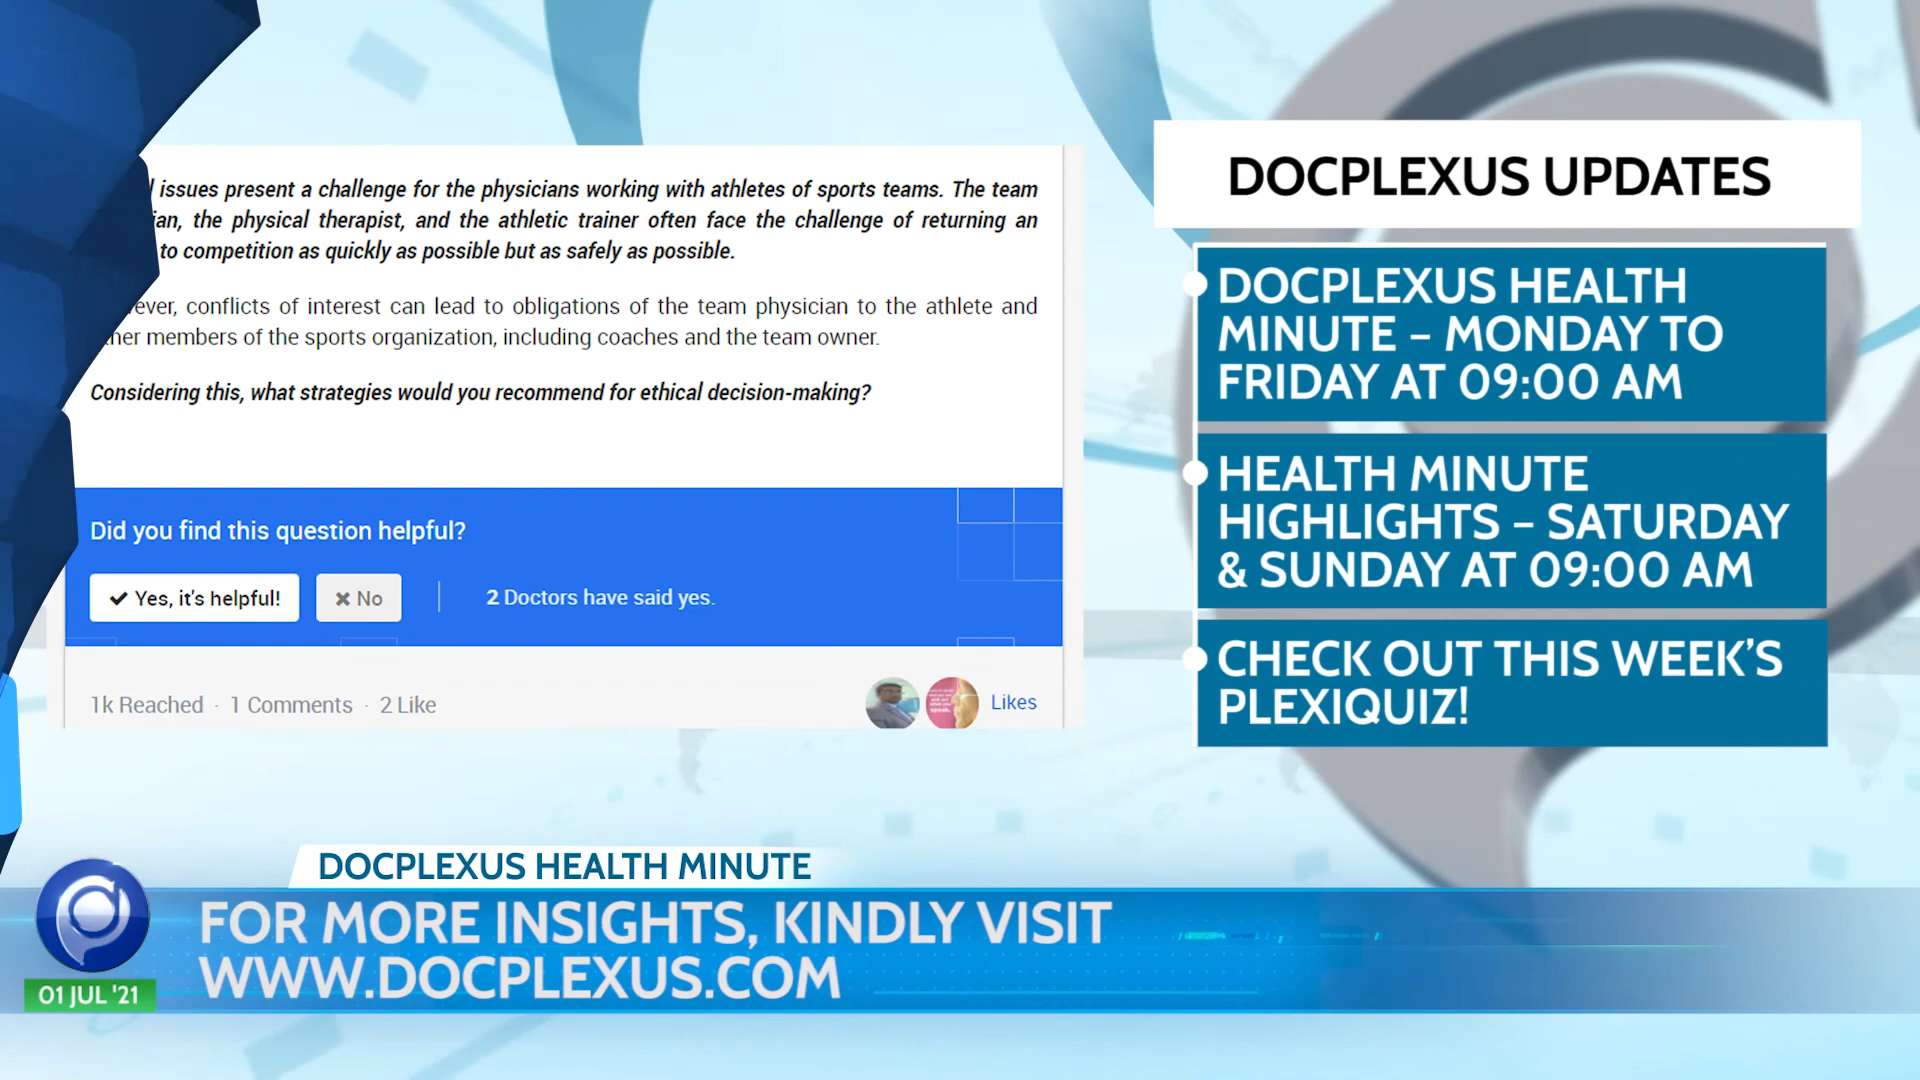 issues present a challenge for the physicians working with athletes of sports teams. The team
the physical therapist, and the athletic trainer often face the challenge of returning an
to competition as quickly as possible but as safely as possible.
conflicts of interest can lead to obligations of the team physician to the athlete and
members of the sports organization, including coaches and the team owner.
Considering this, what strategies would you recommend for ethical decision-making?
Did you find this question helpful?
Yes, it's helpful!
No
2 Doctors have said yes.
1k Reached · 1 Comments · 2 Like
Likes
DOCPLEXUS UPDATES
DOCPLEXUS HEALTH
MINUTE – MONDAY TO
FRIDAY AT 09:00 AM
HEALTH MINUTE
HIGHLIGHTS – SATURDAY
& SUNDAY AT 09:00 AM
CHECK OUT THIS WEEK'S
PLEXIQUIZ!
DOCPLEXUS HEALTH MINUTE
FOR MORE INSIGHTS, KINDLY VISIT
WWW.DOCPLEXUS.COM
01 JUL '21